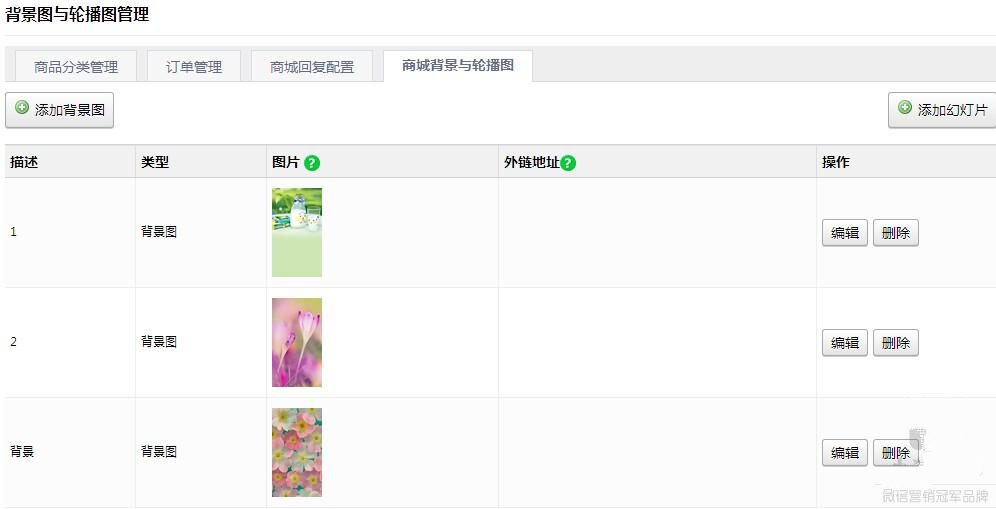 背景图与轮播图管理
商品分类管理 订单管理 商城回复配置 商城背景与轮播图
添加背景图 添加幻灯片
描述 类型 图片 ? 外链地址 ? 操作
1 背景图 编辑 删除
2 背景图 编辑 删除
背景 背景图 编辑 删除
微信营销冠军品牌